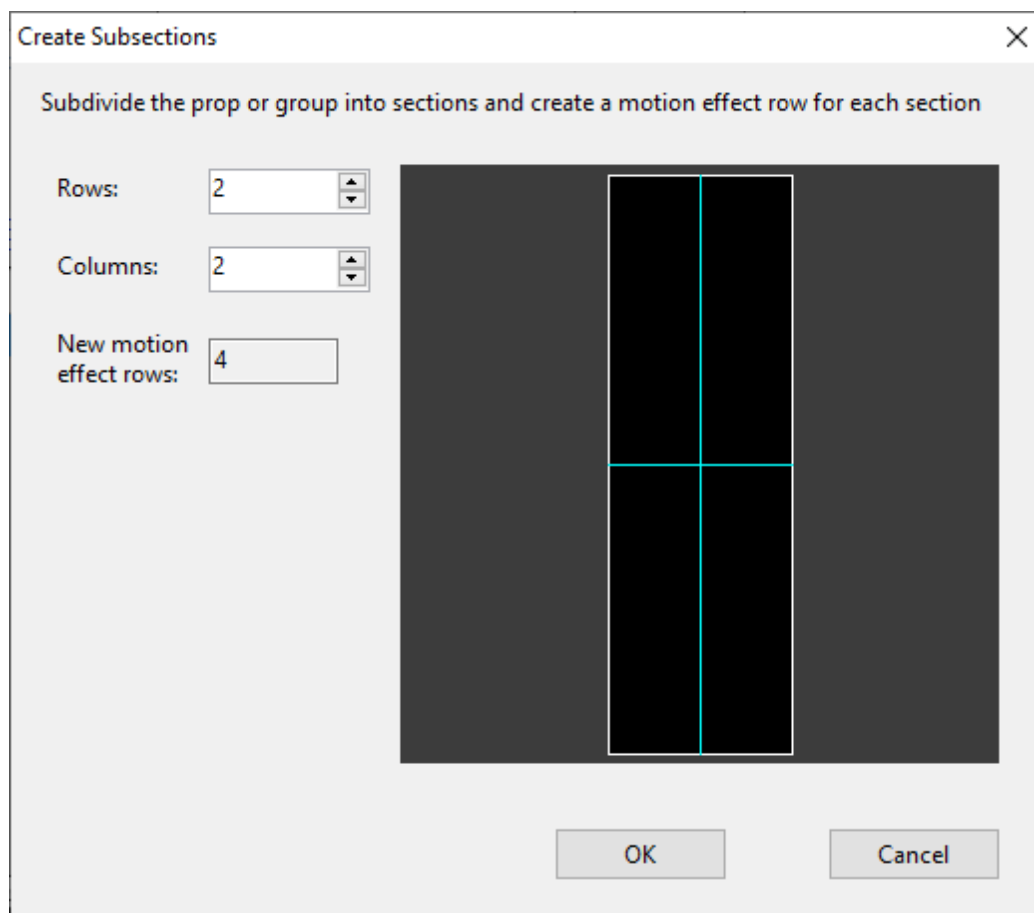 Create Subsections
Subdivide the prop or group into sections and create a motion effect row for each section
Rows:
2
Columns:
2
New motion
effect rows:
4
OK
Cancel